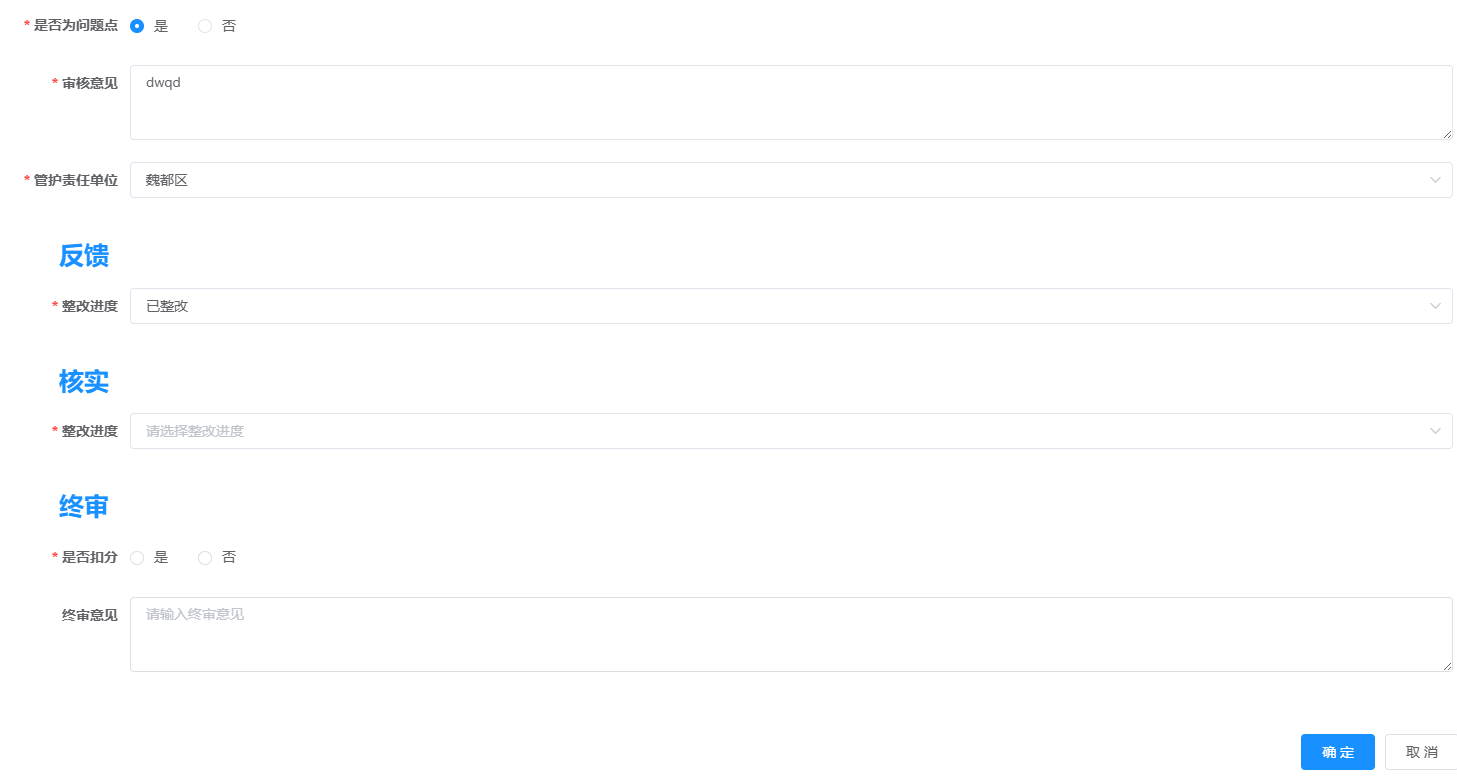 * 是否为问题点 是 否
* 审核意见 dwqd
* 管护责任单位 魏都区
反馈
* 整改进度 已整改
核实
* 整改进度 请选择整改进度
终审
* 是否扣分 是 否
终审意见 请输入终审意见
确 定 取 消